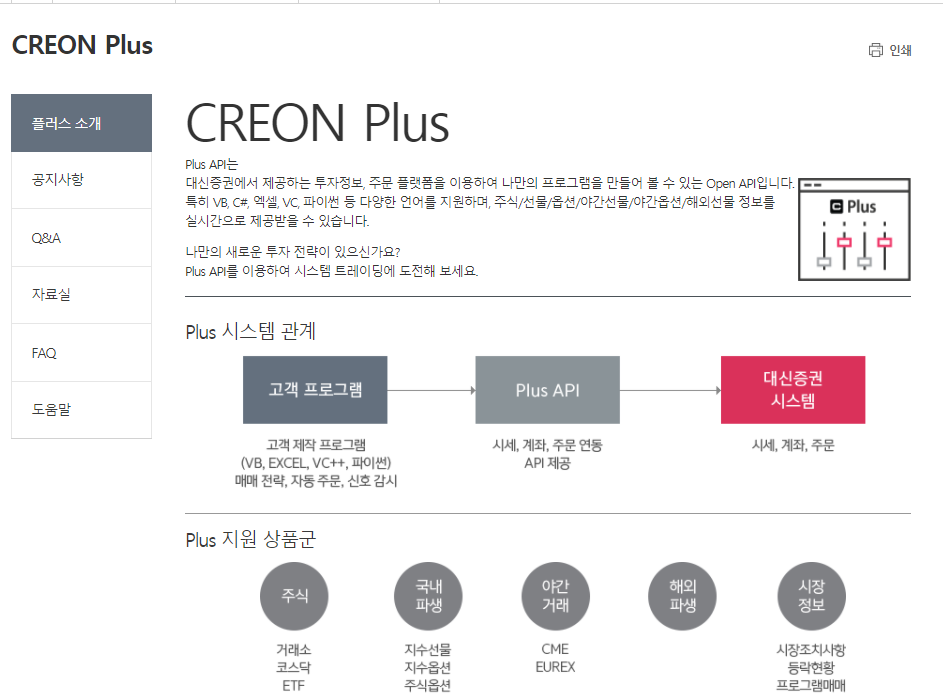 CREON Plus
인쇄
플러스 소개
공지사항
Q&A
자료실
FAQ
도움말
CREON Plus
Plus API는
대신증권에서 제공하는 투자정보, 주문 플랫폼을 이용하여 나만의 프로그램을 만들어 볼 수 있는 Open API입니다.
특히 VB, C#, 엑셀, VC, 파이썬 등 다양한 언어를 지원하며, 주식/선물/옵션/야간선물/야간옵션/해외선물 정보를
실시간으로 제공받을 수 있습니다.
나만의 새로운 투자 전략이 있으신가요?
Plus API를 이용하여 시스템 트레이딩에 도전해 보세요.
C Plus
Plus 시스템 관계
고객 프로그램
Plus API
대신증권
시스템
고객 제작 프로그램
(VB, EXCEL, VC++, 파이썬)
매매 전략, 자동 주문, 신호 감시
시세, 계좌, 주문 연동
API 제공
시세, 계좌, 주문
Plus 지원 상품군
주식
국내
파생
야간
거래
해외
파생
시장
정보
거래소
코스닥
ETF
지수선물
지수옵션
주식옵션
CME
EUREX
시장조치사항
등락현황
프로그램매매